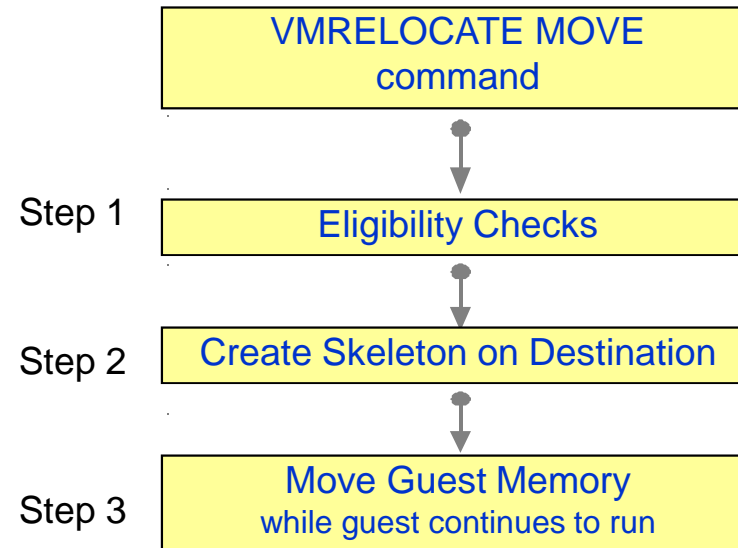 VMRELOCATE MOVE
command
Step 1
Eligibility Checks
Step 2
Create Skeleton on Destination
Step 3
Move Guest Memory
while guest continues to run